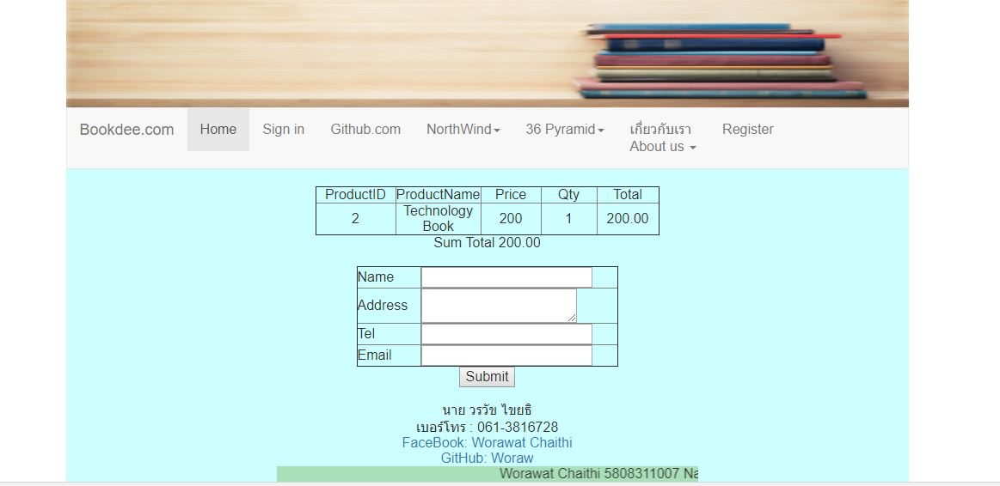 Bookdee.com Home Sign in Github.com NorthWind 36 Pyramid เกี่ยวกับเรา Register
About us
ProductID ProductName Price Qty Total
2 Technology Book 200 1 200.00
Sum Total 200.00
Name
Address
Tel
Email
Submit
นาย วรวัช ไขยธิ
เบอร์โทร : 061-3816728
FaceBook: Worawat Chaithi
GitHub: Woraw
Worawat Chaithi 5808311007 Na